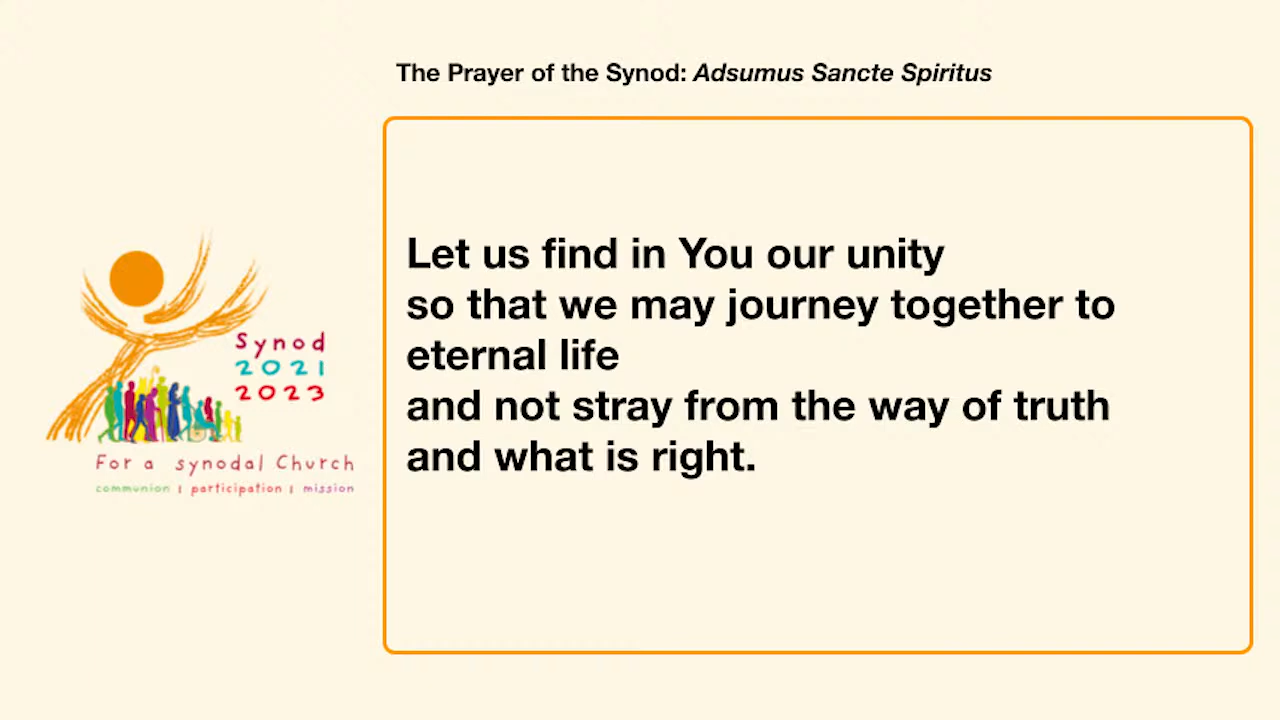 The Prayer of the Synod: Adsumus Sancte Spiritus
Let us find in You our unity
so that we may journey together to
eternal life
and not stray from the way of truth
and what is right.
Synod
2021
2023
For a synodal Church
communion | participation | mission